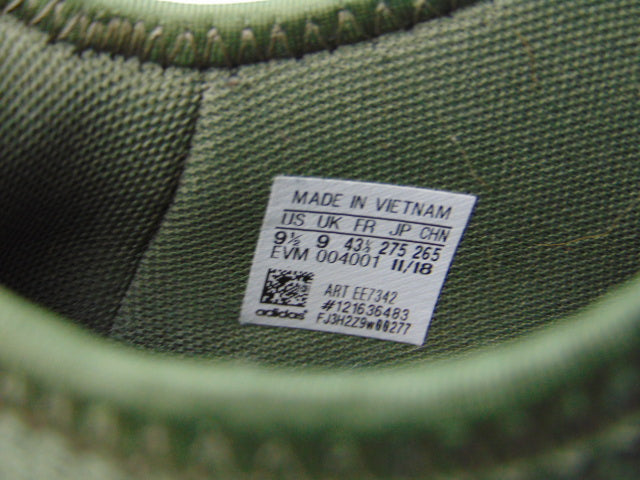 MADE IN VIETNAM
US UK FR JP CHN
9½ 9 43⅓ 275 265
EVM 004001 11/18
ART EE7342
#121636483
FJ3H2Z9W00277
adidas